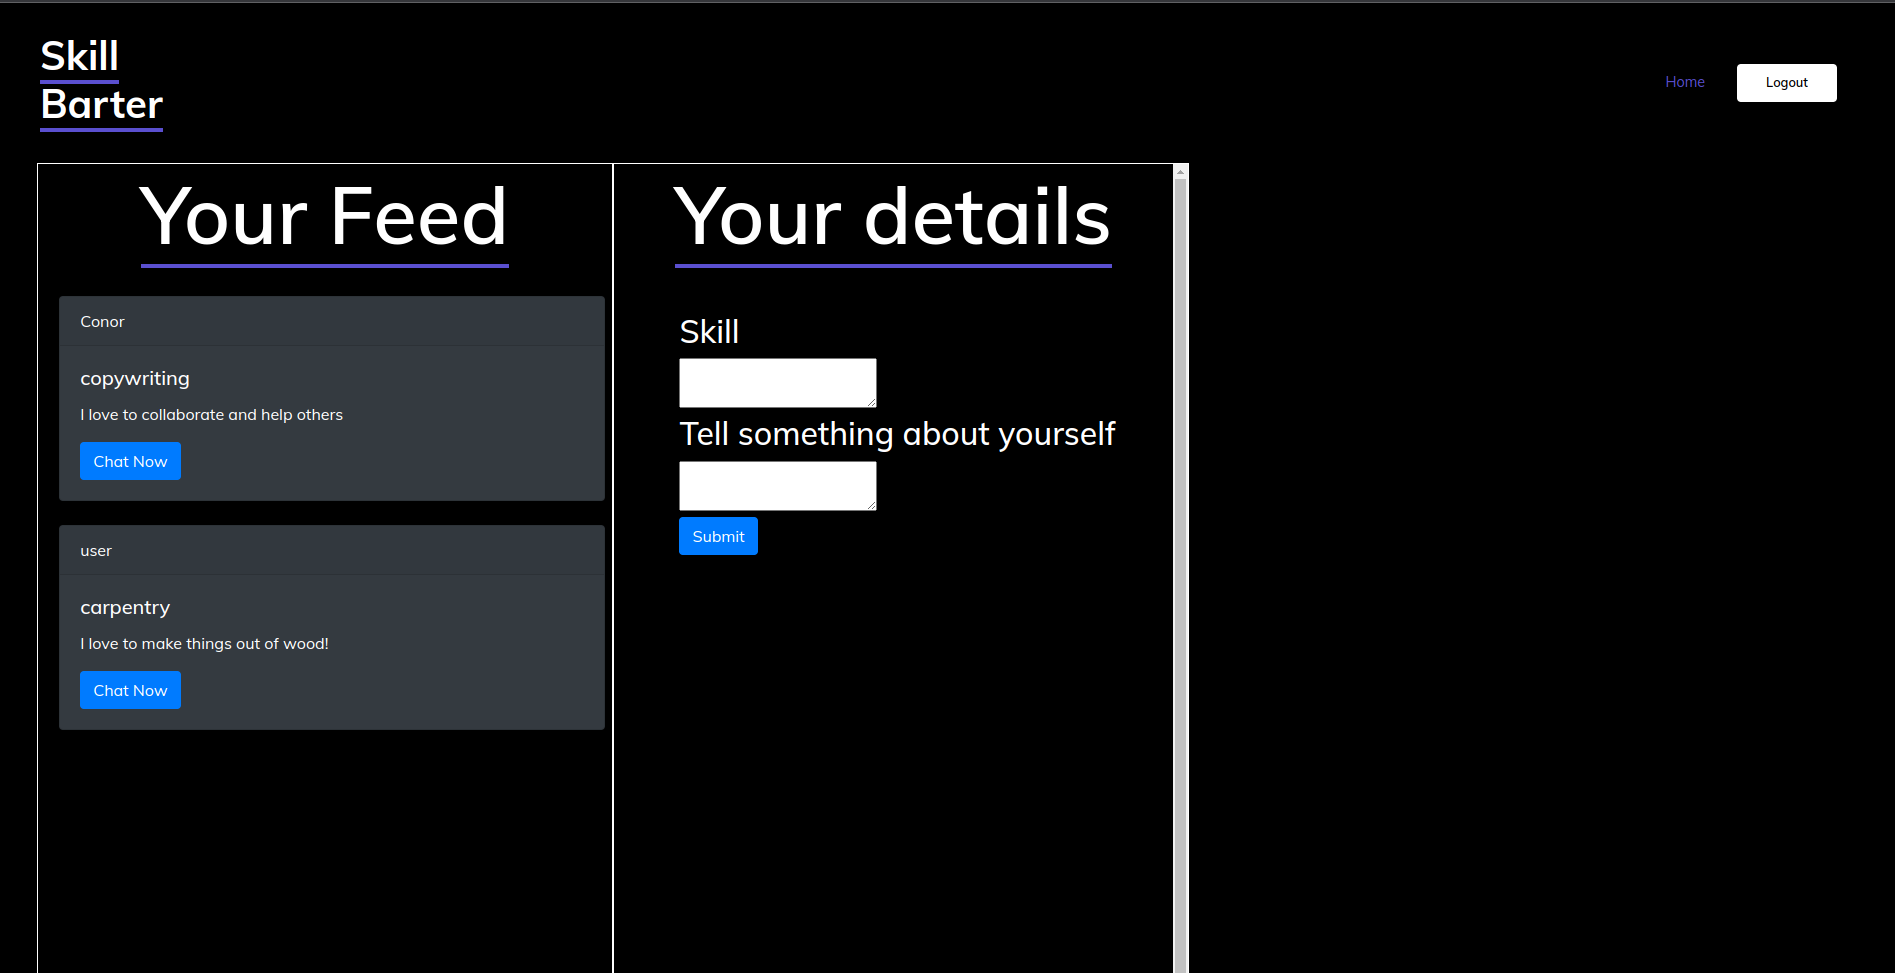 Skill
Barter
Home
Logout
Your Feed
Conor
copywriting
I love to collaborate and help others
Chat Now
user
carpentry
I love to make things out of wood!
Chat Now
Your details
Skill
Tell something about yourself
Submit